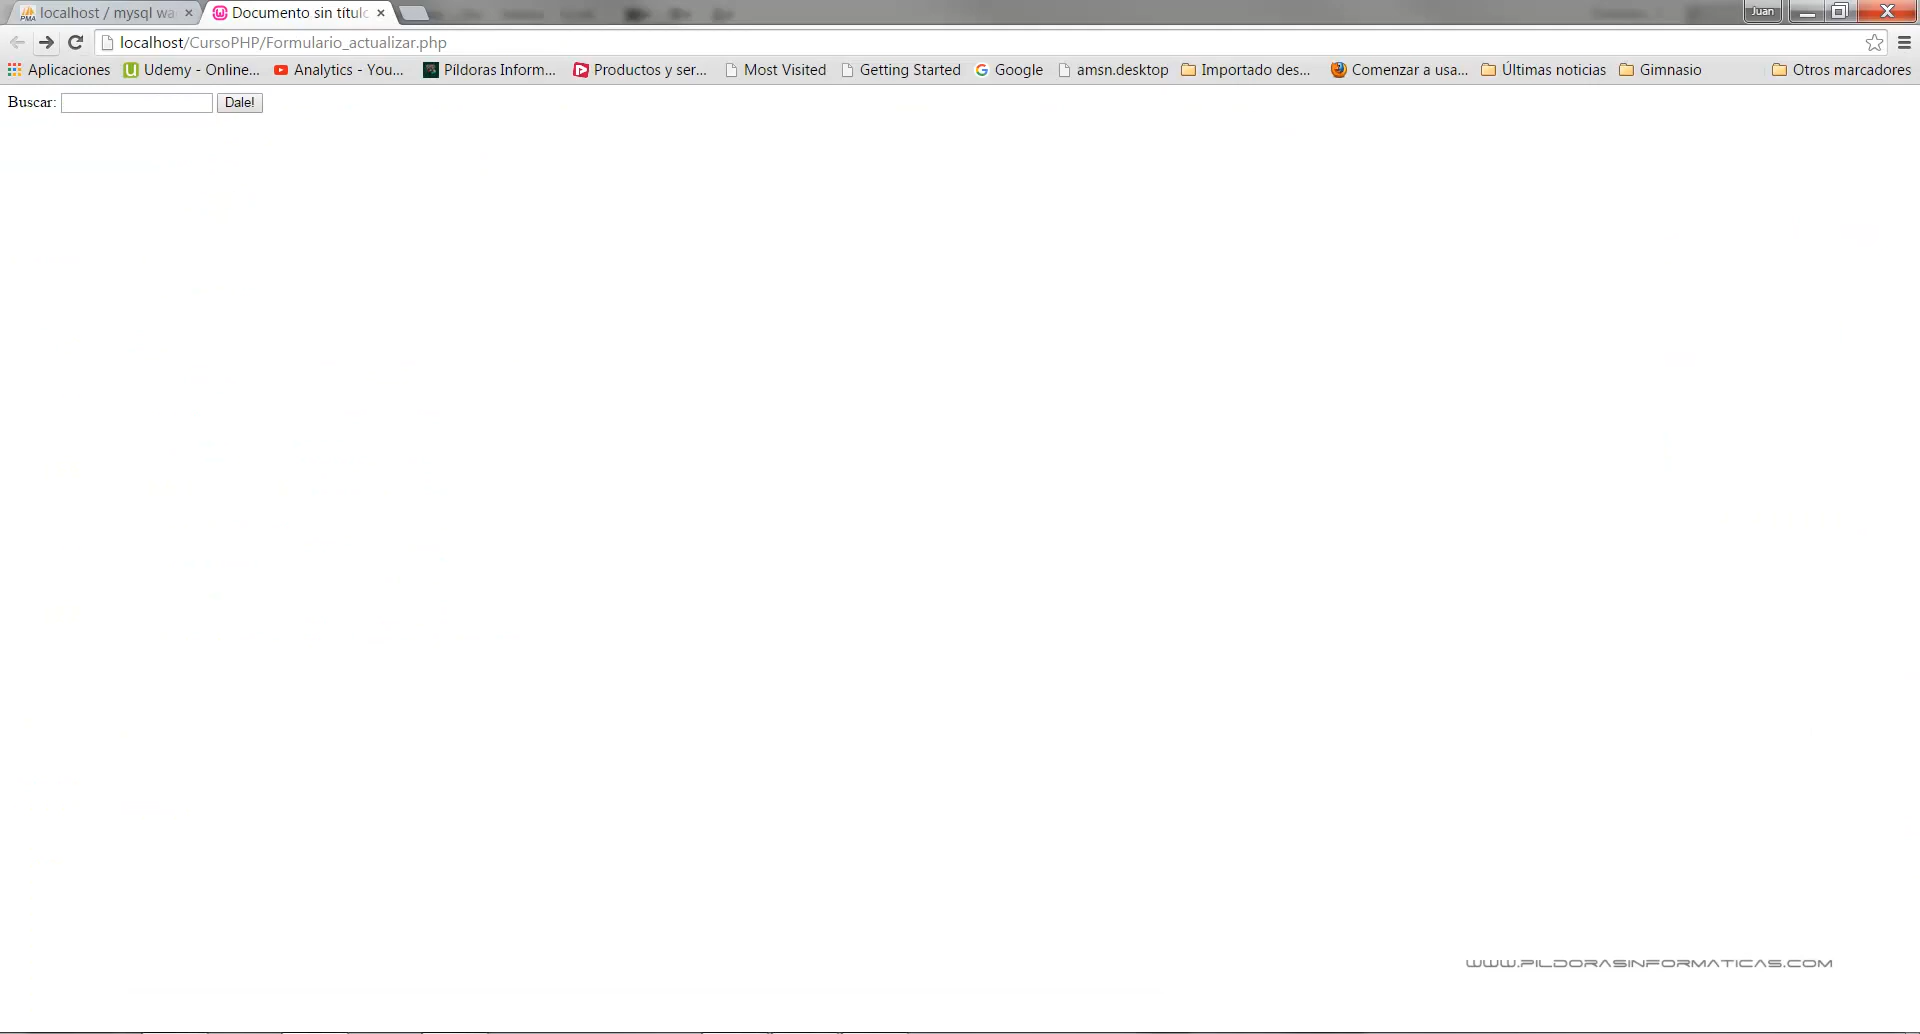 localhost / mysql wa
Documento sin títul
Juan
localhost/CursoPHP/Formulario_actualizar.php
Aplicaciones
Udemy - Online...
Analytics - You...
Píldoras Inform...
Productos y ser...
Most Visited
Getting Started
Google
amsn.desktop
Importado des...
Comenzar a usa...
Últimas noticias
Gimnasio
Otros marcadores
Buscar:
Dale!
WWW.PILDORASINFORMATICAS.COM